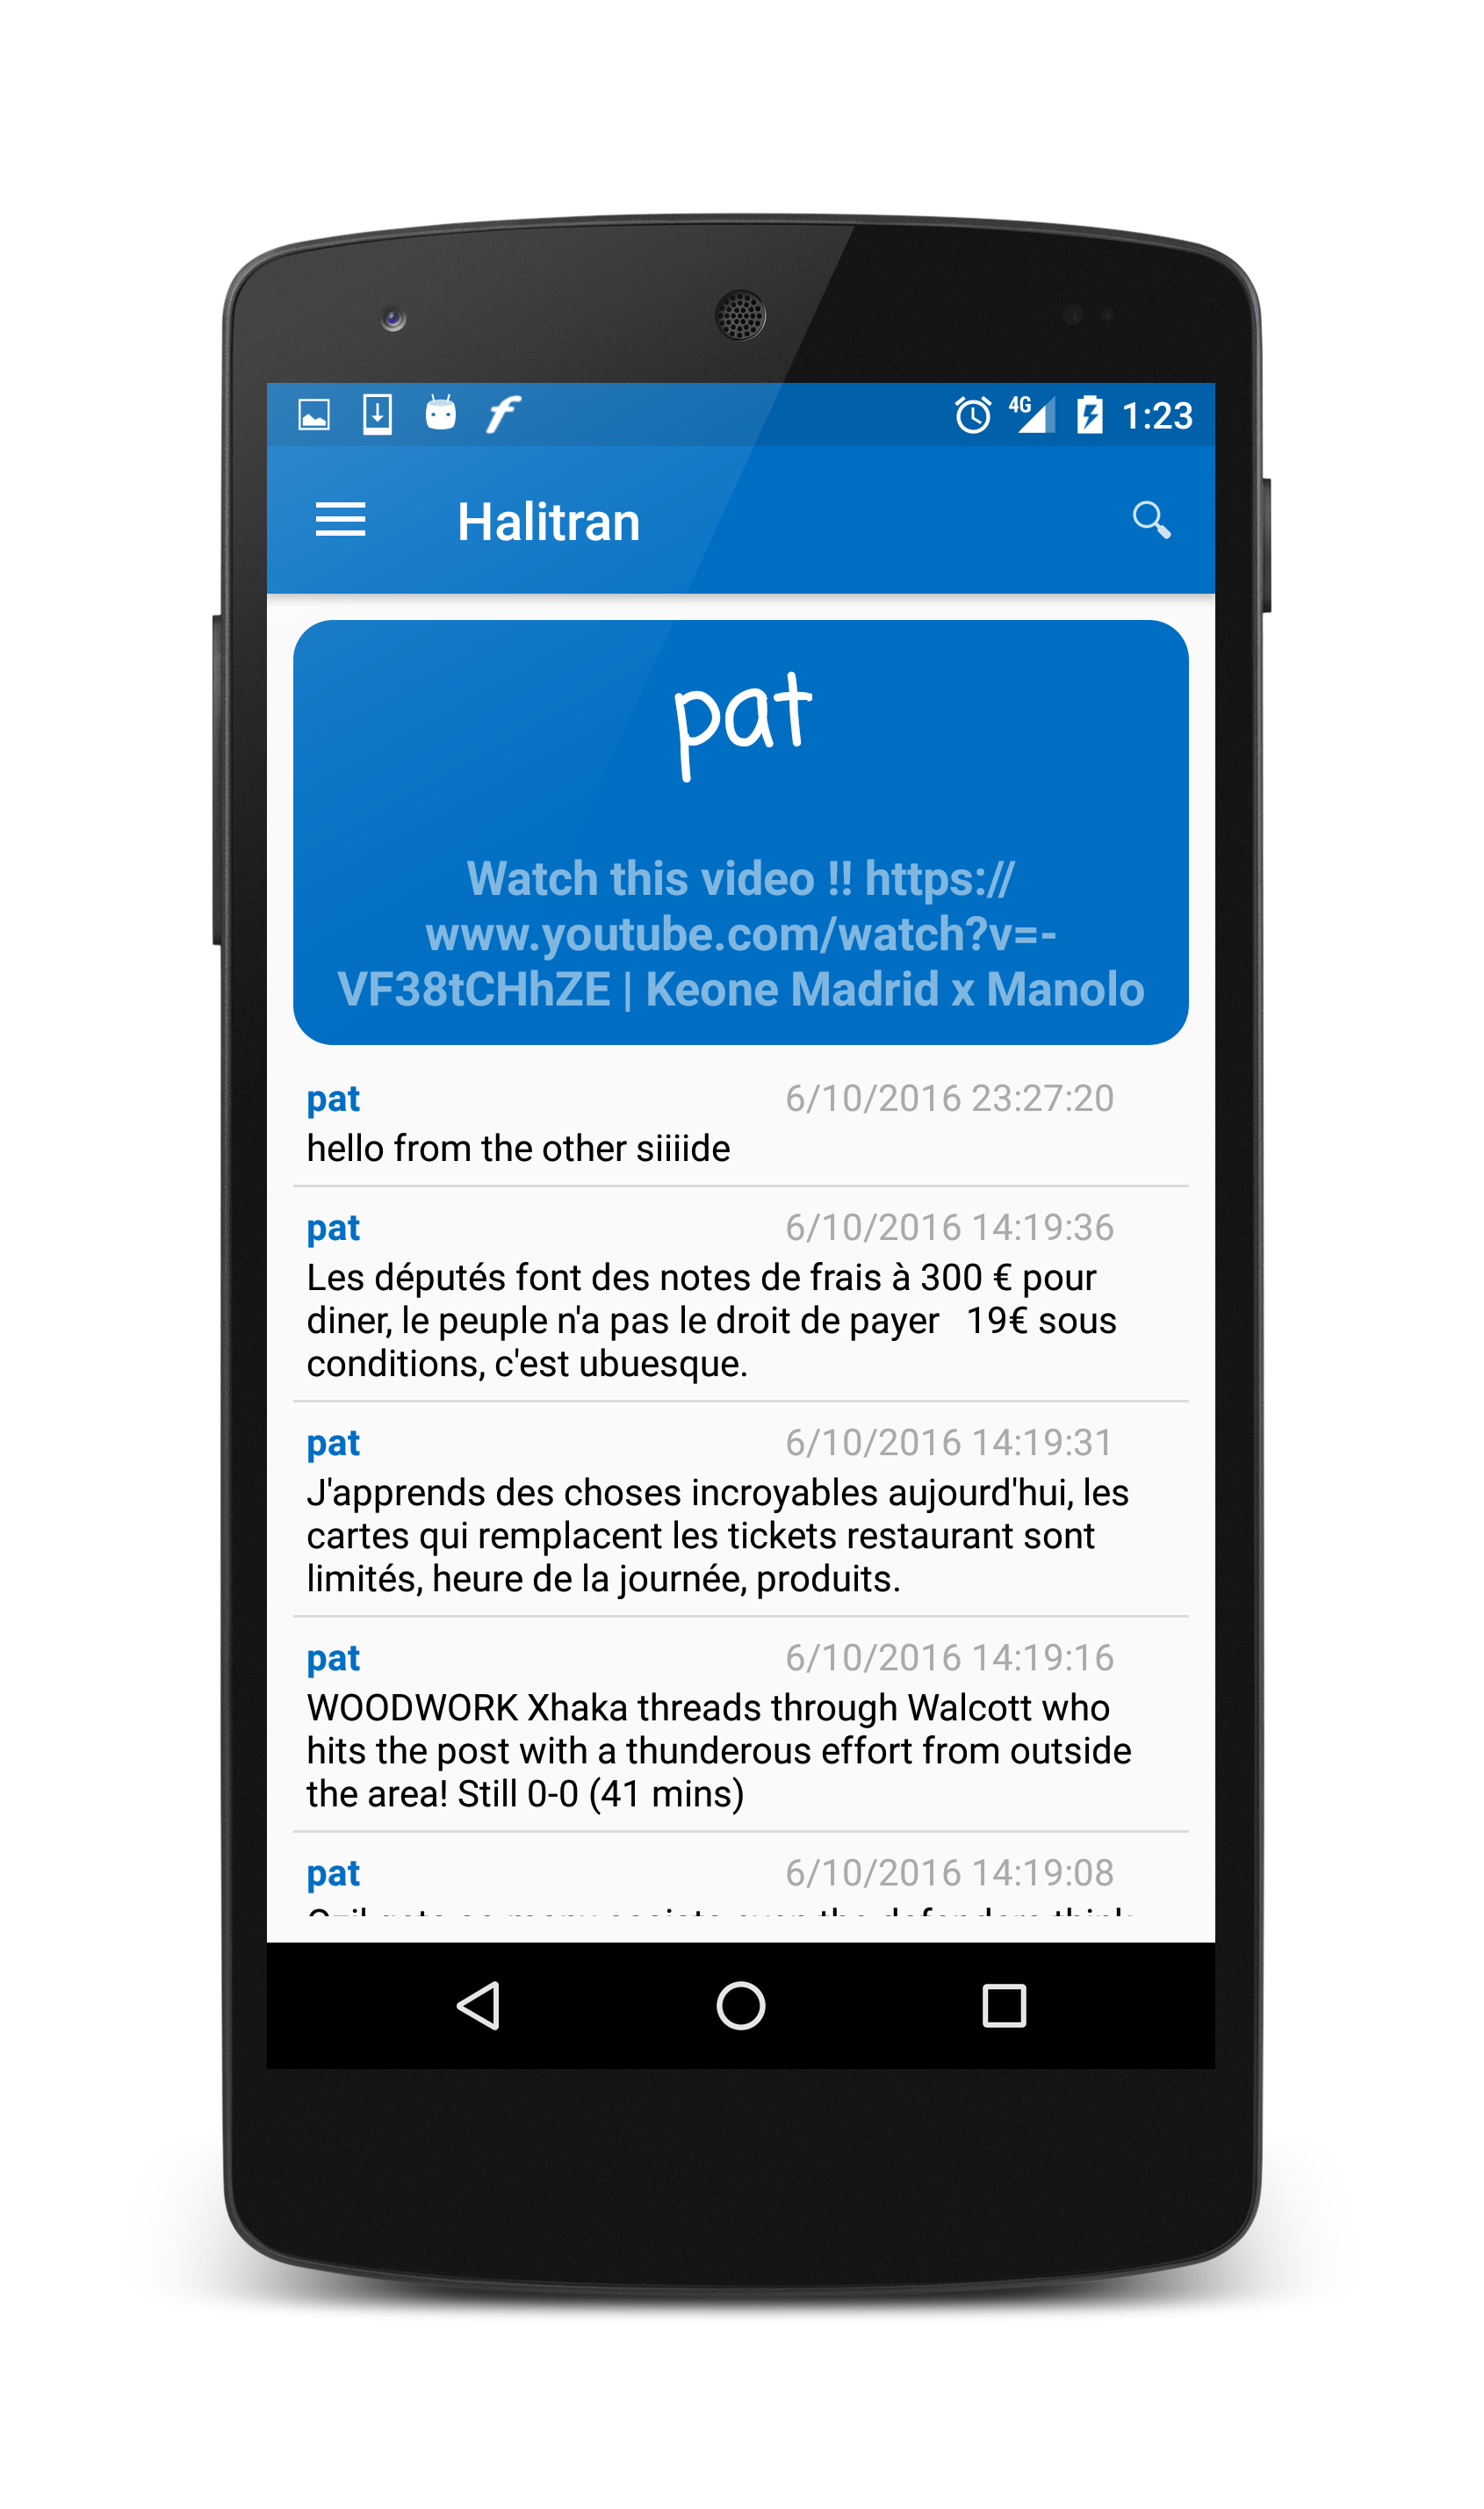 4G 1:23
Halitran
pat
Watch this video !! https://
www.youtube.com/watch?v=-
VF38tCHhZE | Keone Madrid x Manolo
pat 6/10/2016 23:27:20
hello from the other siiiide
pat 6/10/2016 14:19:36
Les députés font des notes de frais à 300 € pour
diner, le peuple n'a pas le droit de payer 19€ sous
conditions, c'est ubuesque.
pat 6/10/2016 14:19:31
J'apprends des choses incroyables aujourd'hui, les
cartes qui remplacent les tickets restaurant sont
limités, heure de la journée, produits.
pat 6/10/2016 14:19:16
WOODWORK Xhaka threads through Walcott who
hits the post with a thunderous effort from outside
the area! Still 0-0 (41 mins)
pat 6/10/2016 14:19:08